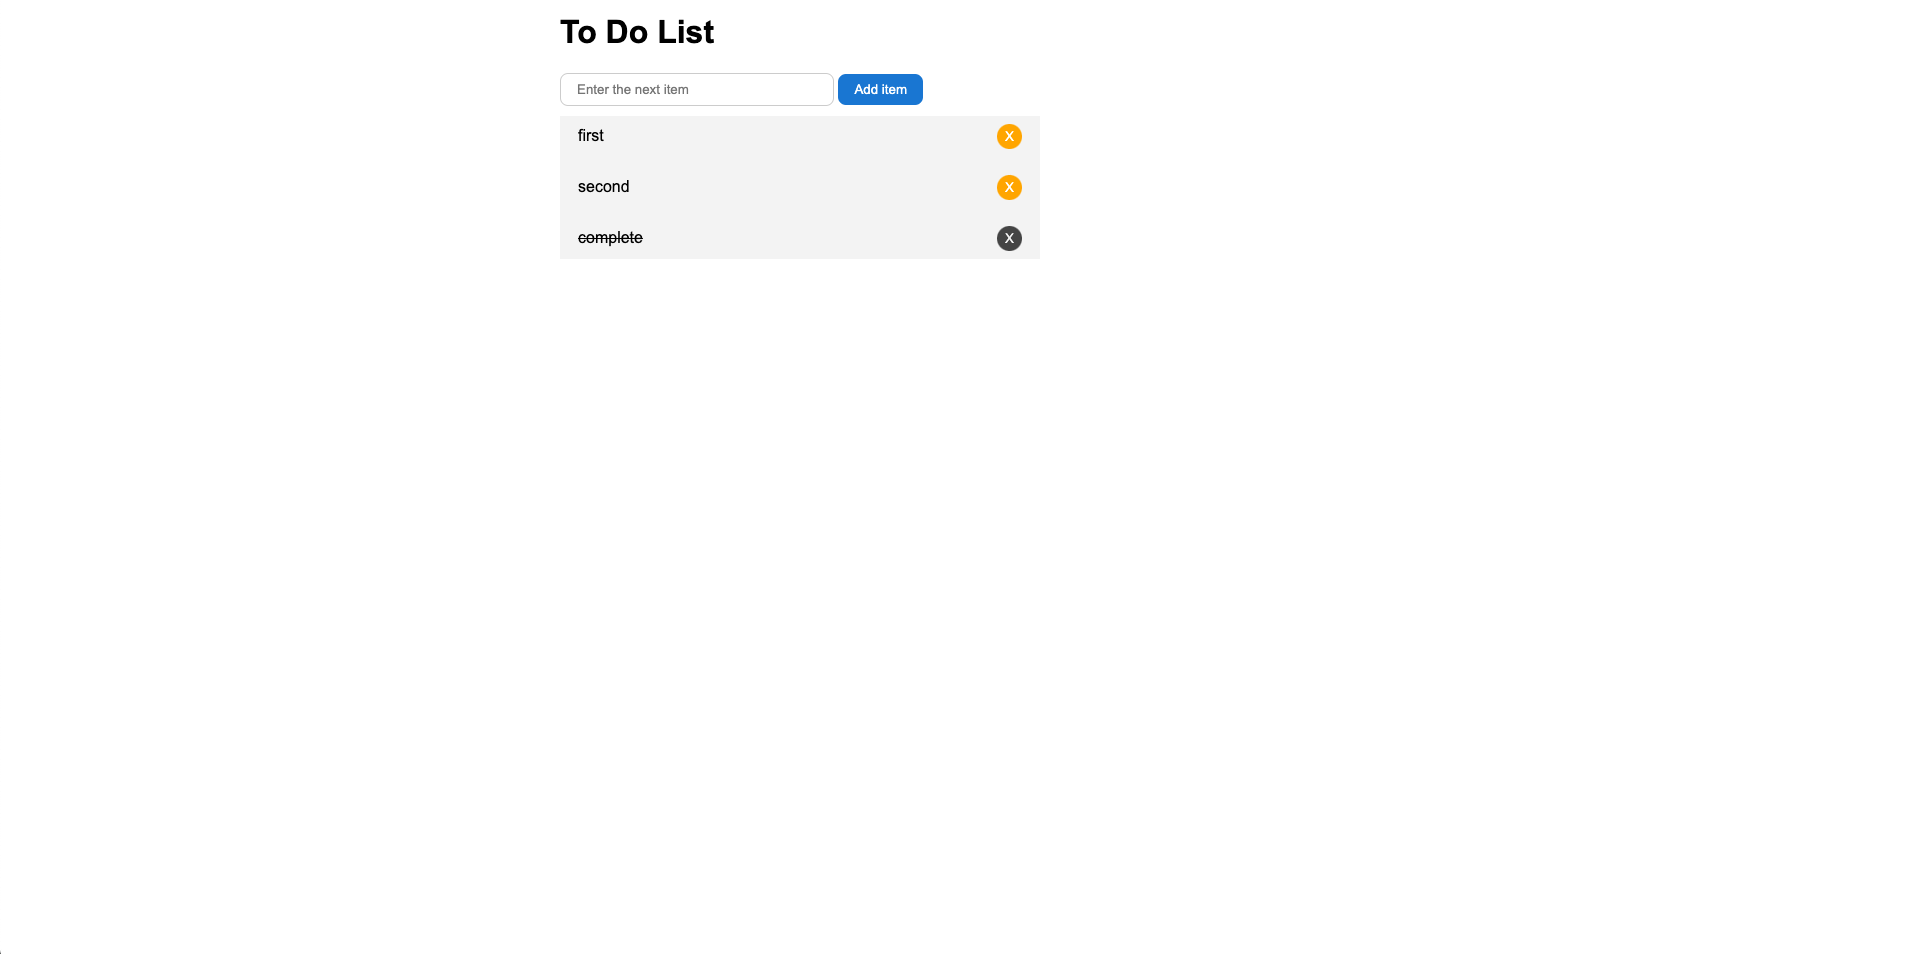 To Do List
Enter the next item Add item
first X
second X
complete X